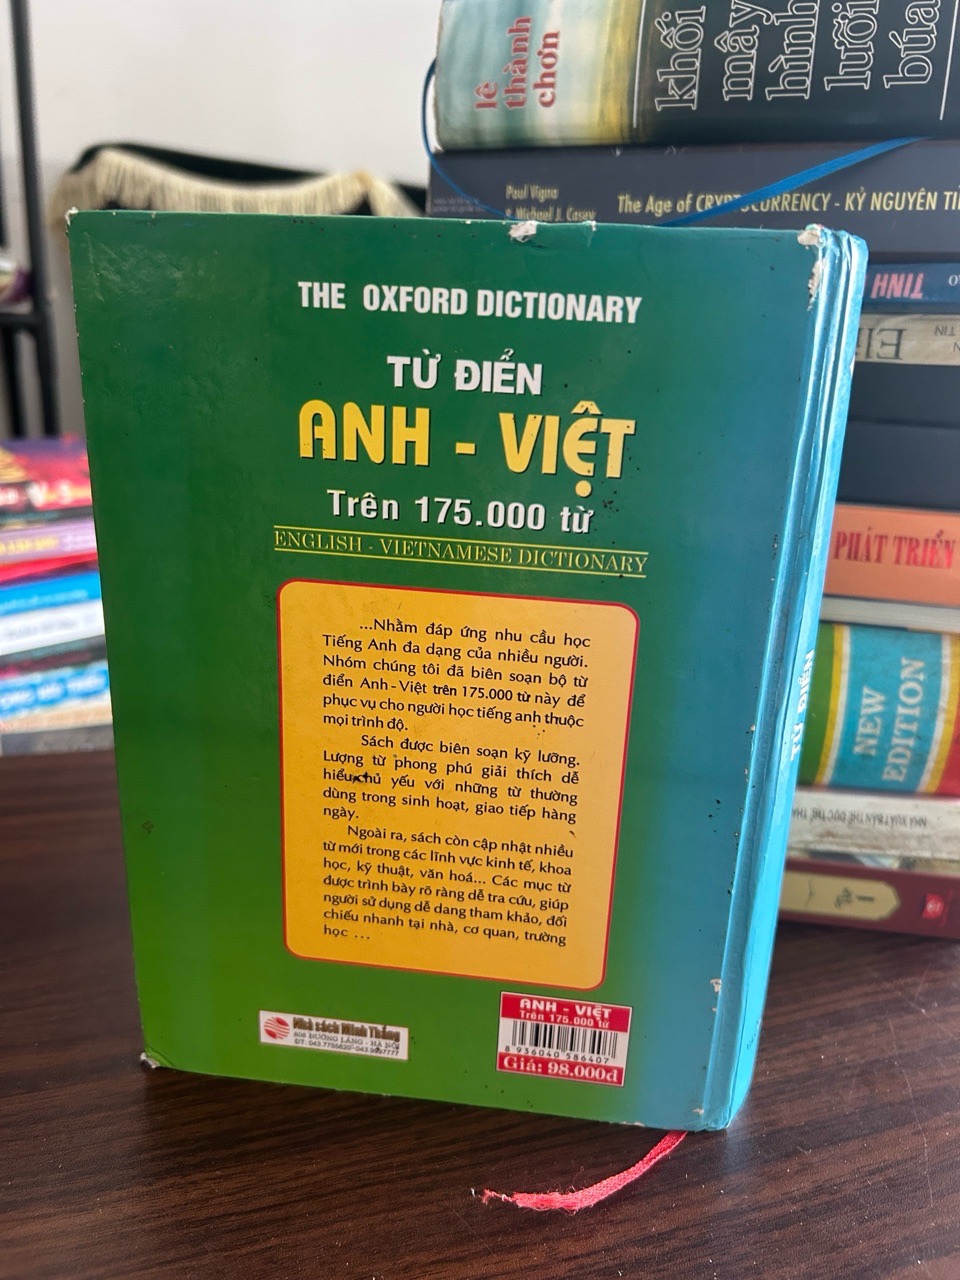 lê thành chơn
khối mây hình lưỡi búa
Paul Vigna
& Michael J. Casey
The Age of CRYPTOCURRENCY - KỶ NGUYÊN
TINH
THE OXFORD DICTIONARY
TỪ ĐIỂN
ANH - VIỆT
Trên 175.000 từ
ENGLISH - VIETNAMESE DICTIONARY
...Nhằm đáp ứng nhu cầu học
Tiếng Anh đa dạng của nhiều người.
Nhóm chúng tôi đã biên soạn bộ từ
điển Anh-Việt trên 175.000 từ này để
phục vụ cho người học tiếng anh thuộc
mọi trình độ.
Sách được biên soạn kỹ lưỡng.
Lượng từ phong phú giải thích dễ
hiểu chủ yếu với những từ thường
dùng trong sinh hoạt, giao tiếp hàng
ngày.
Ngoài ra, sách còn cập nhật nhiều
từ mới trong các lĩnh vực kinh tế, khoa
học, kỹ thuật, văn hoá... Các mục từ
được trình bày rõ ràng dễ tra cứu, giúp
người sử dụng dễ dang tham khảo, đối
chiếu nhanh tại nhà, cơ quan, trường
học ...
Nhà sách Minh Thắng
808 ĐƯỜNG LÁNG - HÀ NỘI
ANH - VIỆT
Trên 175.000 từ
8 936040 586407
Giá: 98.000đ
TỪ ĐIỂN
PHÁT TRIỂN
NEW
EDITION